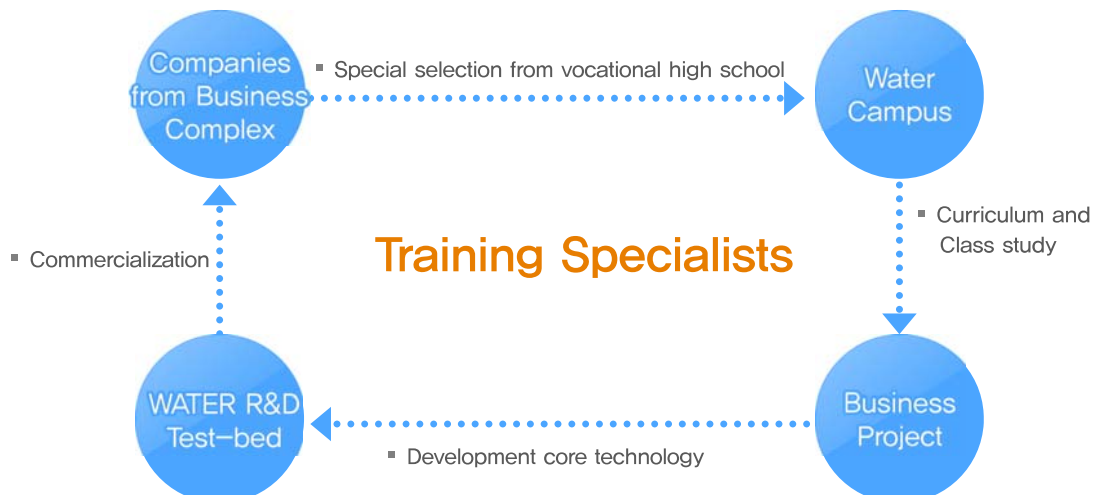 Companies
from Business
Complex
▪ Special selection from vocational high school
Water
Campus
▪ Curriculum and
Class study
Training Specialists
▪ Commercialization
WATER R&D
Test-bed
Business
Project
▪ Development core technology